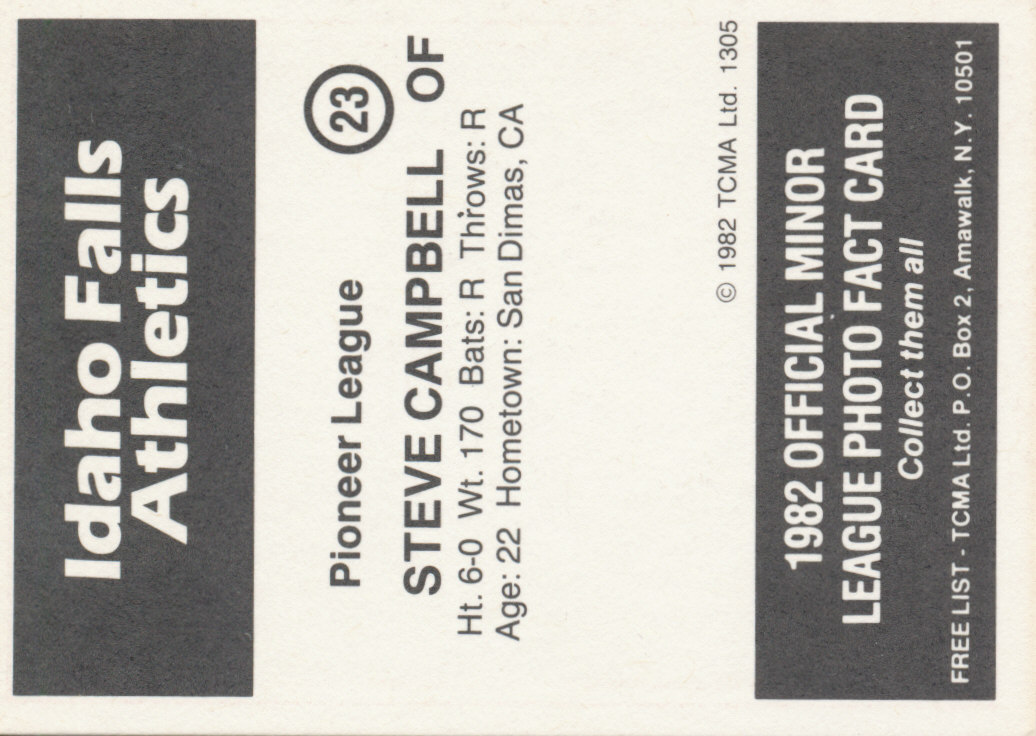 Idaho Falls
Athletics
Pioneer League
23
STEVE CAMPBELL OF
Ht. 6-0 Wt. 170 Bats: R Throws: R
Age: 22 Hometown: San Dimas, CA
© 1982 TCMA Ltd. 1305
1982 OFFICIAL MINOR
LEAGUE PHOTO FACT CARD
Collect them all
FREE LIST - TCMA Ltd. P.O. Box 2, Amawalk, N.Y. 10501